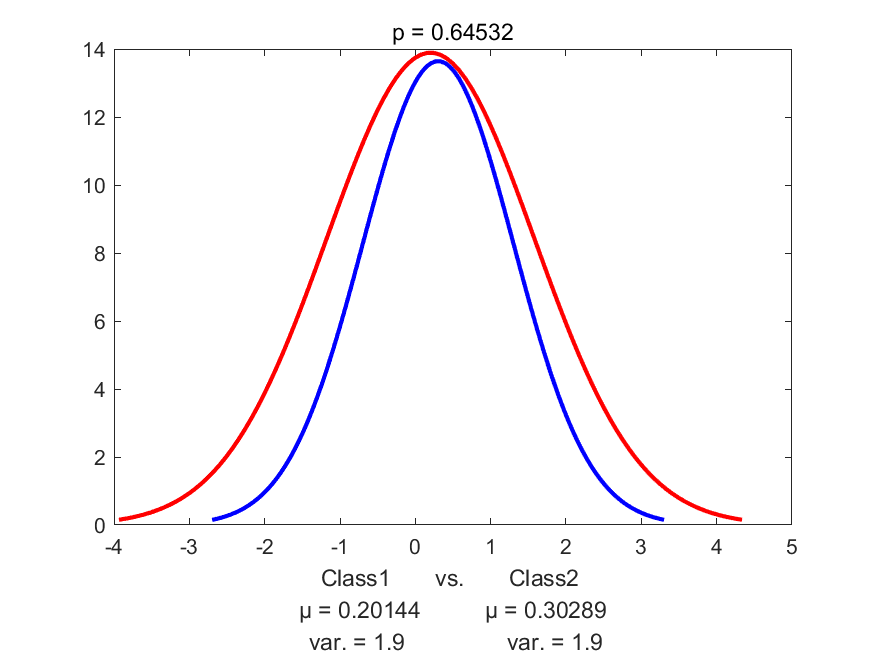 p = 0.64532
14
12
10
8
6
4
2
0
-4 -3 -2 -1 0 1 2 3 4 5
Class1 vs. Class2
μ = 0.20144 μ = 0.30289
var. = 1.9 var. = 1.9